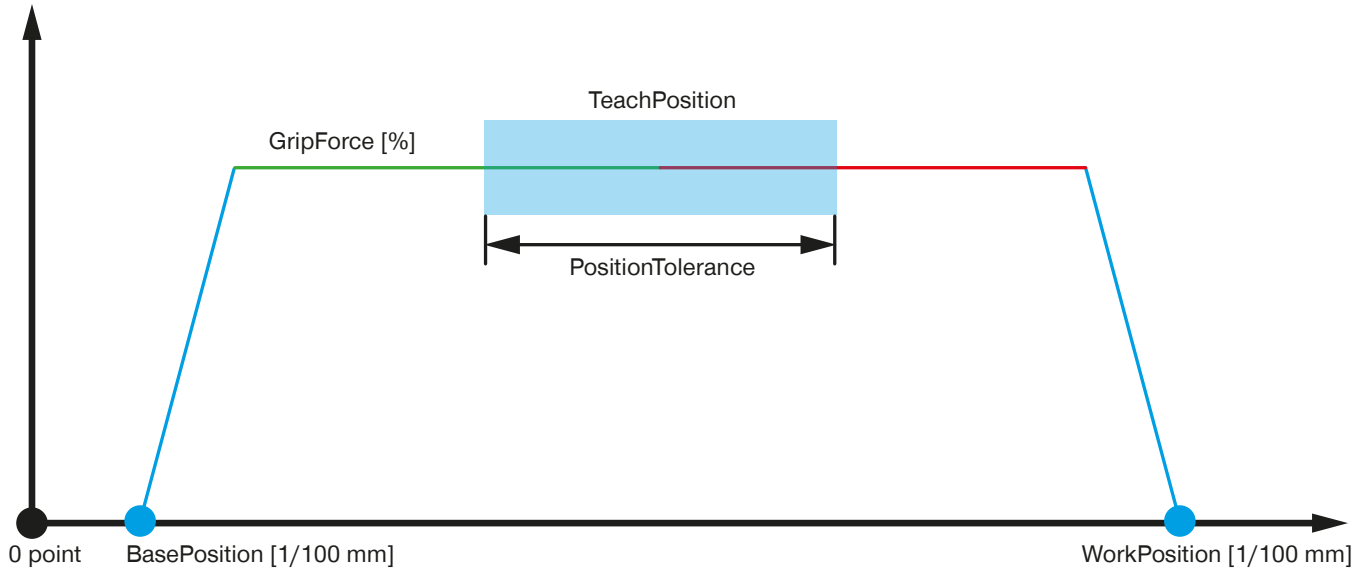 TeachPosition
GripForce [%]
PositionTolerance
0 point
BasePosition [1/100 mm]
WorkPosition [1/100 mm]